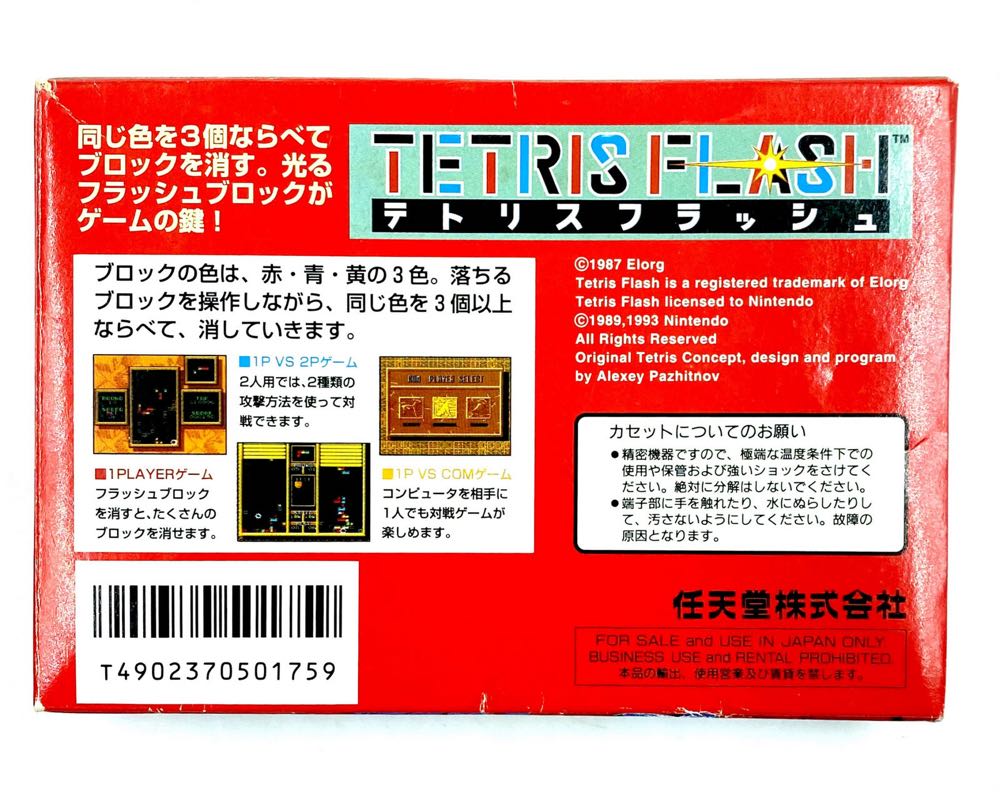 同じ色を3個ならべて
ブロックを消す。光る
フラッシュブロックが
ゲームの鍵！
TETRIS FLASH™
テトリスフラッシュ
ブロックの色は、赤・青・黄の3色。落ちる
ブロックを操作しながら、同じ色を3個以上
ならべて、消していきます。
■1P VS 2Pゲーム
2人用では、2種類の
攻撃方法を使って対
戦できます。
PLAYER SELECT
■1PLAYERゲーム
フラッシュブロック
を消すと、たくさんの
ブロックを消せます。
■1P VS COMゲーム
コンピュータを相手に
1人でも対戦ゲームが
楽しめます。
©1987 Elorg
Tetris Flash is a registered trademark of Elorg
Tetris Flash licensed to Nintendo
©1989,1993 Nintendo
All Rights Reserved
Original Tetris Concept, design and program
by Alexey Pazhitnov
カセットについてのお願い
●精密機器ですので、極端な温度条件下での
使用や保管および強いショックをさけてく
ださい。絶対に分解はしないでください。
●端子部に手を触れたり、水にぬらしたりし
て、汚さないようにしてください。故障の
原因となります。
T4902370501759
任天堂株式会社
FOR SALE and USE IN JAPAN ONLY
BUSINESS USE and RENTAL PROHIBITED.
本品の輸出、使用営業及び賃貸を禁じます。